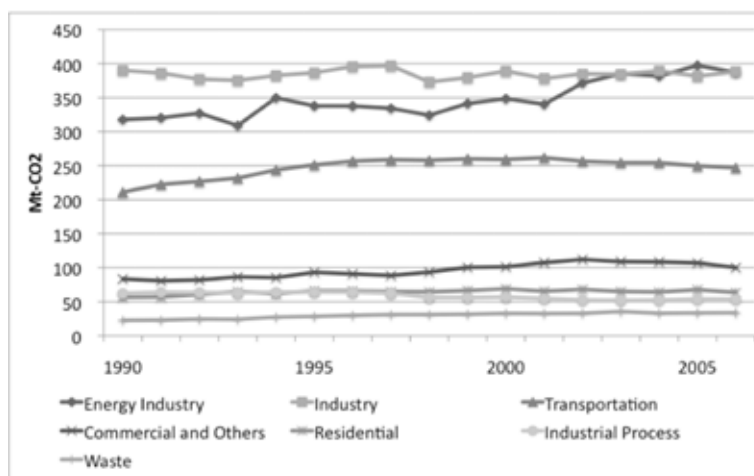 450
400
350
300
250
200
150
100
50
0
Mt-CO2
1990 1995 2000 2005
Energy Industry Industry Transportation
Commercial and Others Residential Industrial Process
Waste